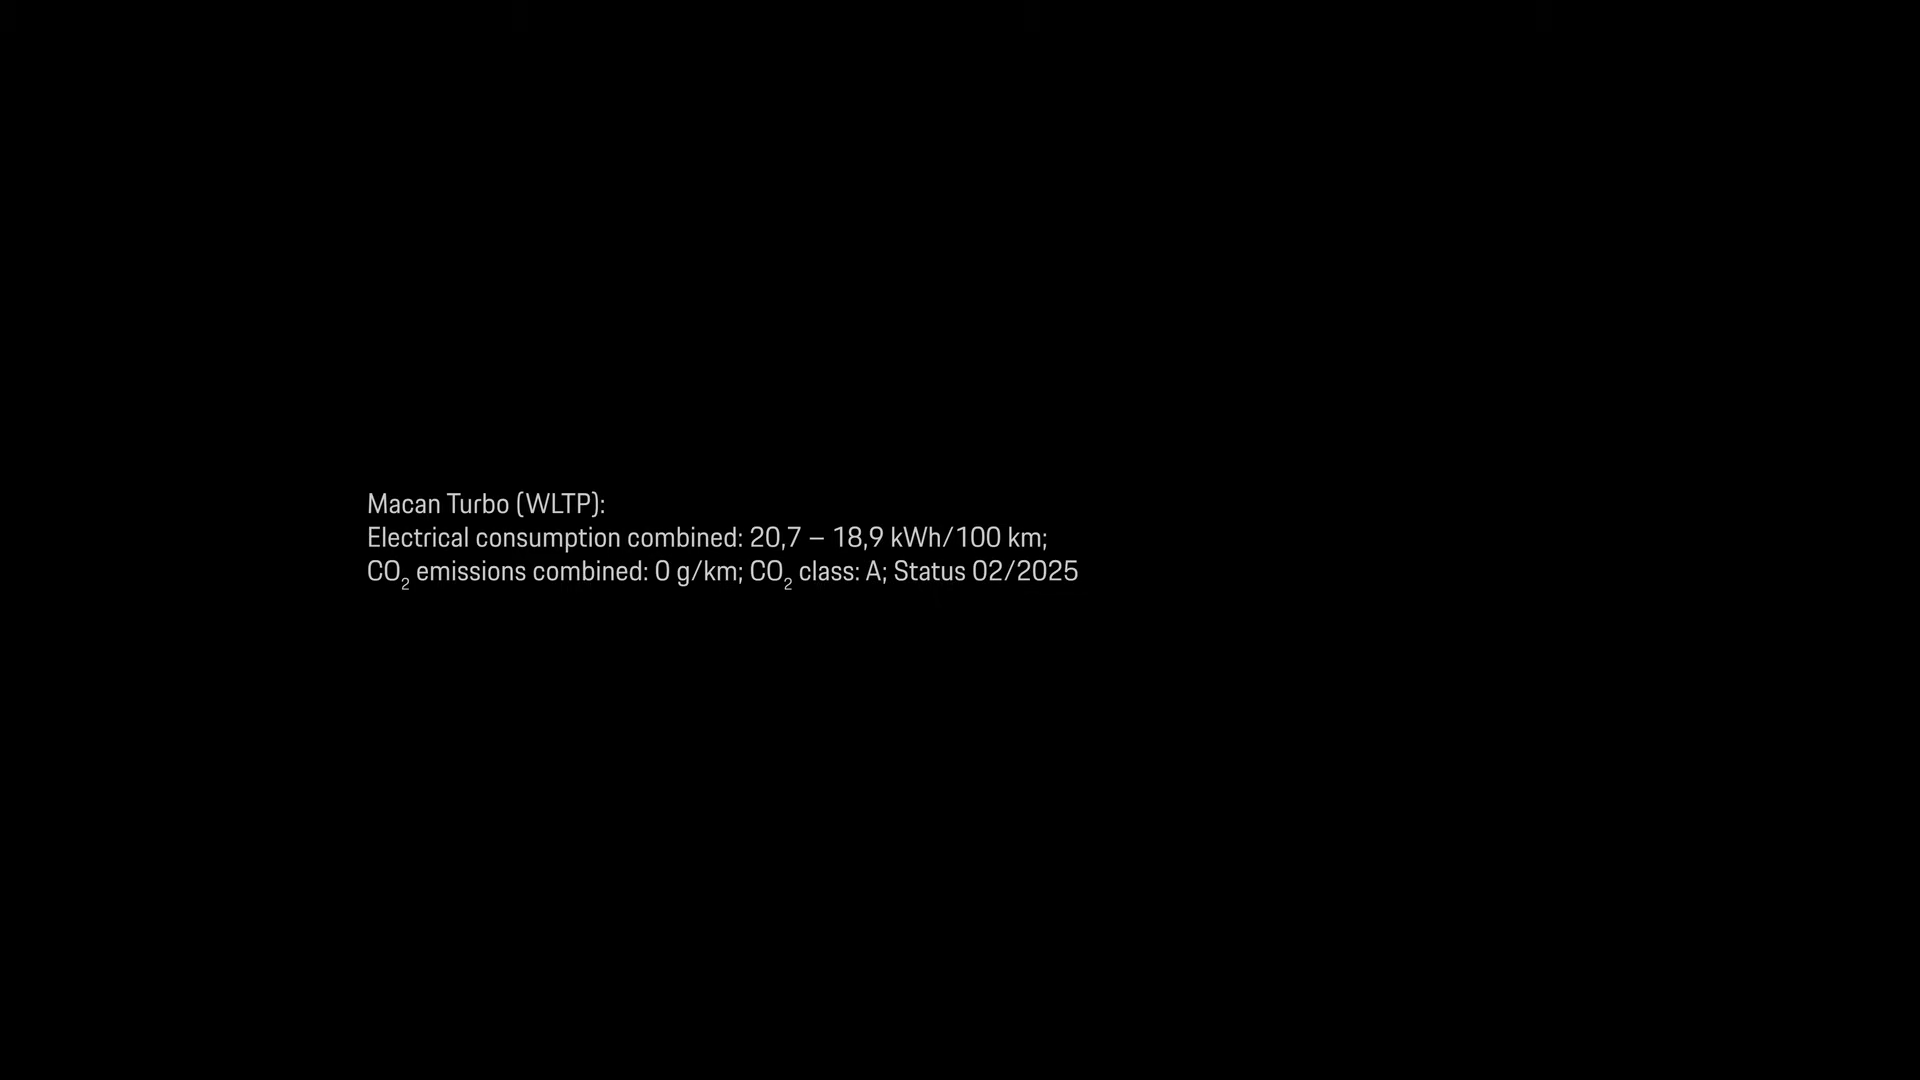 Macan Turbo (WLTP):
Electrical consumption combined: 20,7 – 18,9 kWh/100 km;
CO₂ emissions combined: 0 g/km; CO₂ class: A; Status 02/2025